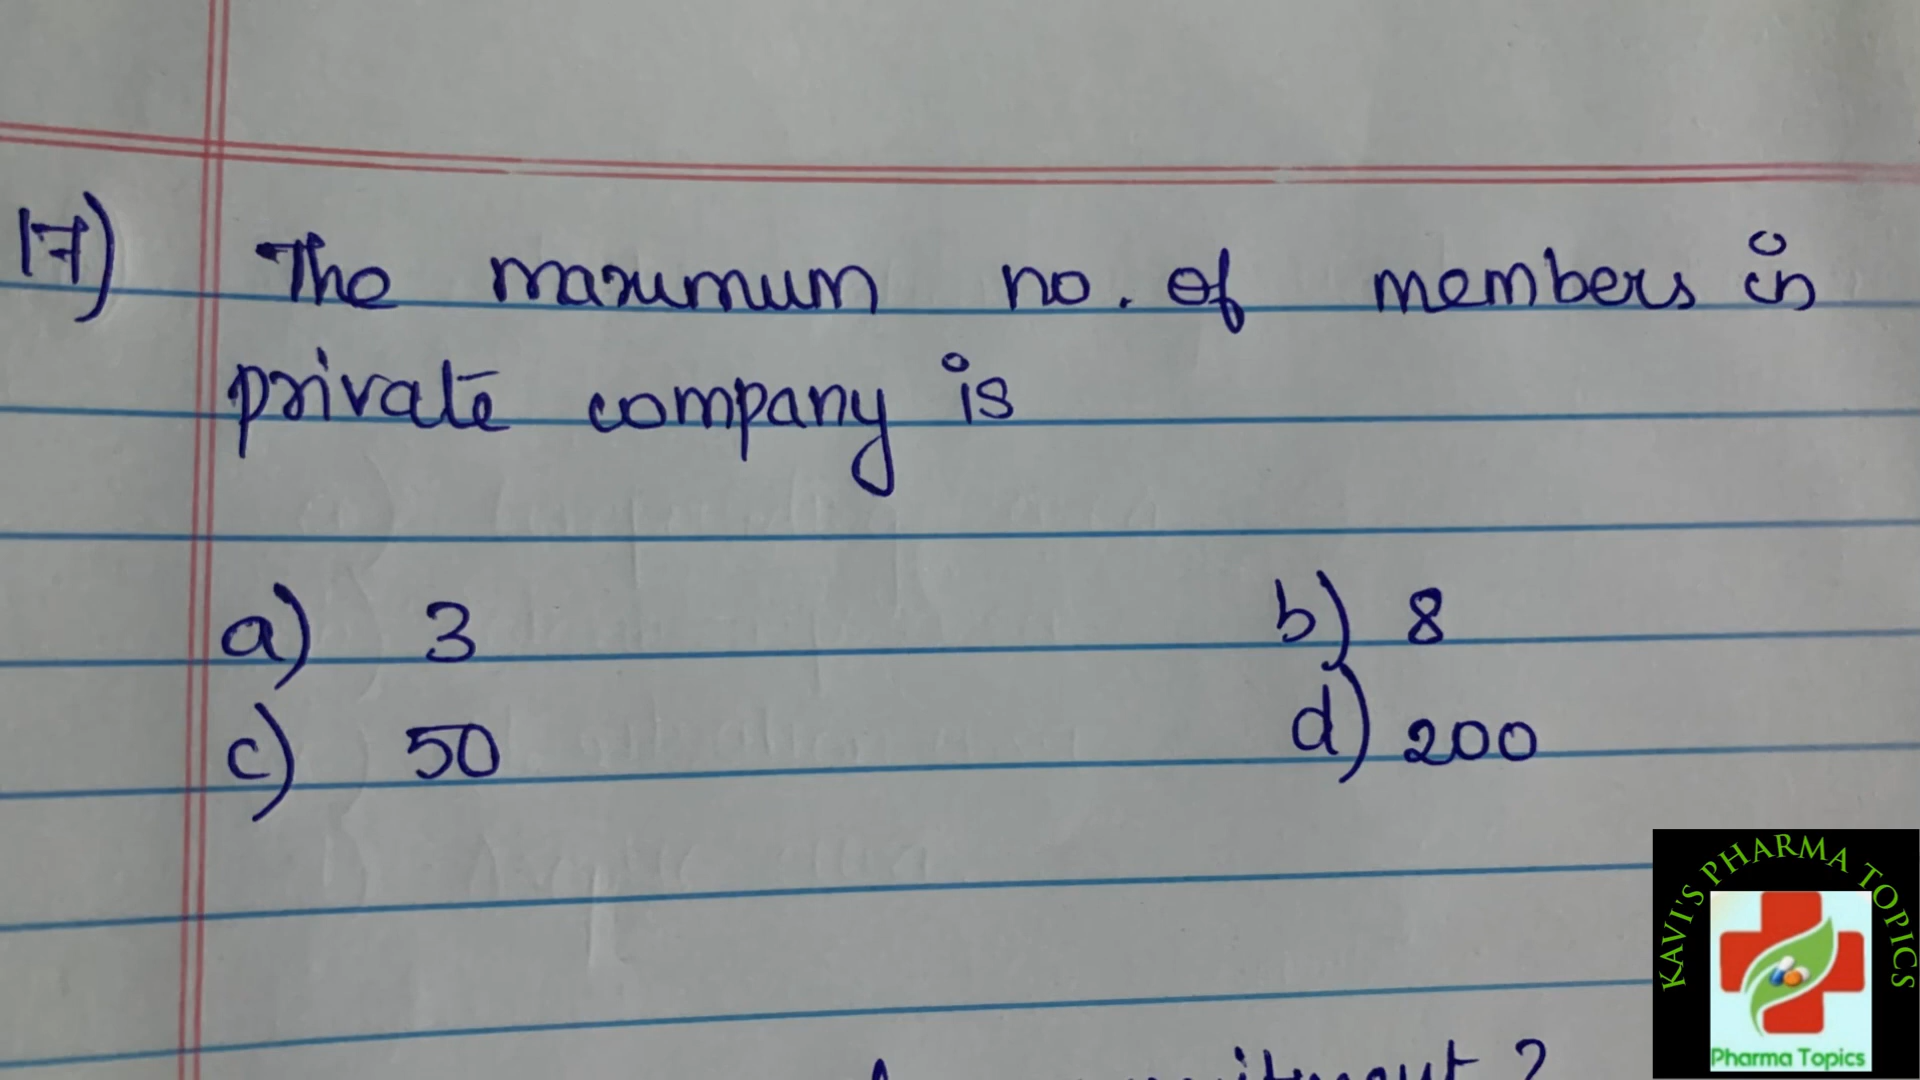 17) The maximum no. of members in
private company is
a) 3 b) 8
c) 50 d) 200
KAVI'S PHARMA TOPICS
Pharma Topics